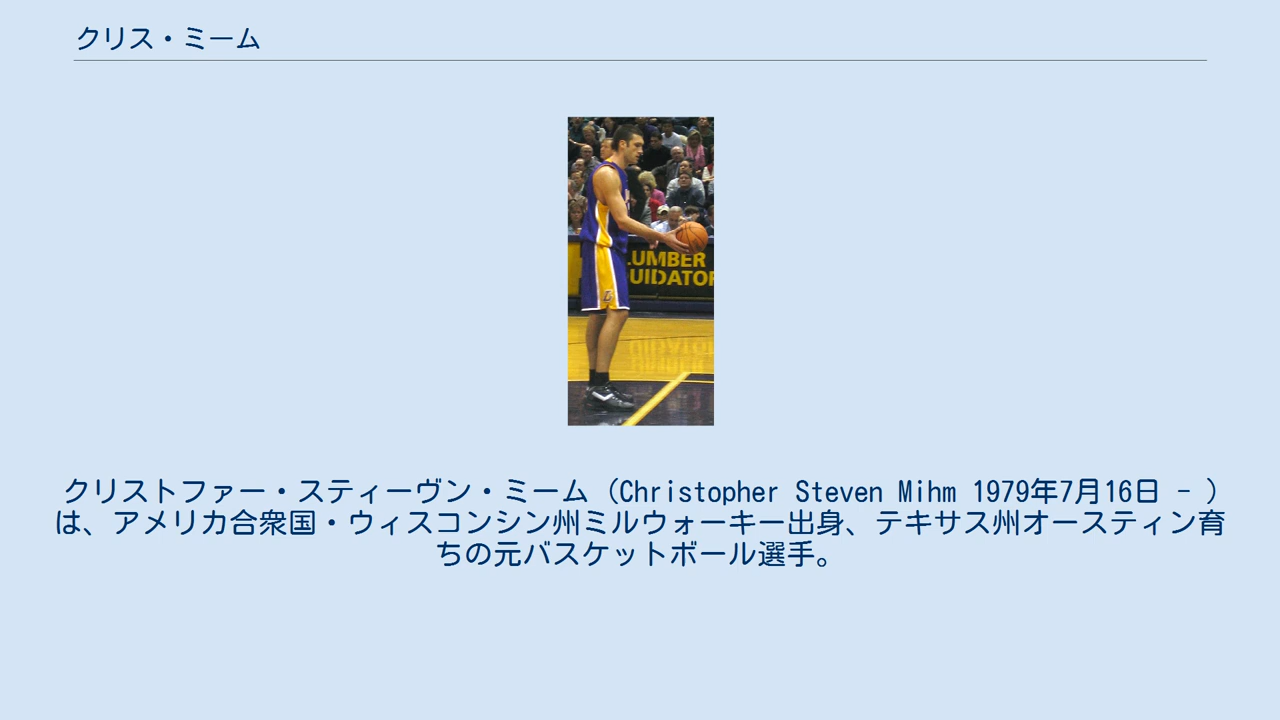 クリス・ミーム
LUMBER
クリストファー・スティーヴン・ミーム（Christopher Steven Mihm 1979年7月16日 - ）
は、アメリカ合衆国・ウィスコンシン州ミルウォーキー出身、テキサス州オースティン育
ちの元バスケットボール選手。